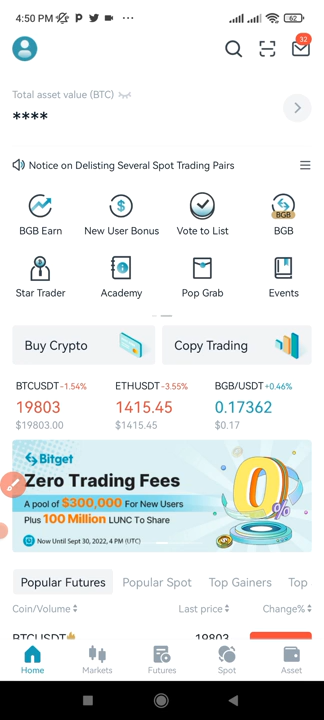 4:50 PM
62
32
Total asset value (BTC)
****
Notice on Delisting Several Spot Trading Pairs
BGB
BGB Earn
New User Bonus
Vote to List
BGB
Star Trader
Academy
Pop Grab
Events
Buy Crypto
Copy Trading
BTCUSDT -1.54%
ETHUSDT -3.55%
BGB/USDT +0.46%
19803
1415.45
0.17362
$19803.00
$1415.45
$0.17
Bitget
Zero Trading Fees
A pool of $300,000 For New Users
Plus 100 Million LUNC To Share
Now Until Sept 30, 2022, 4 PM (UTC)
0
%
Popular Futures
Popular Spot
Top Gainers
Top
Coin/Volume
Last price
Change%
BTCUSDT
19803
Home
Markets
Futures
Spot
Asset